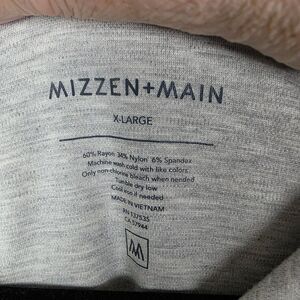 MIZZEN+MAIN
X-LARGE
60% Rayon 34% Nylon 6% Spandex
Machine wash cold with like colors.
Only non-chlorine bleach when needed
Tumble dry low
Cool iron if needed
MADE IN VIETNAM
RN 137535
CA 57944
M